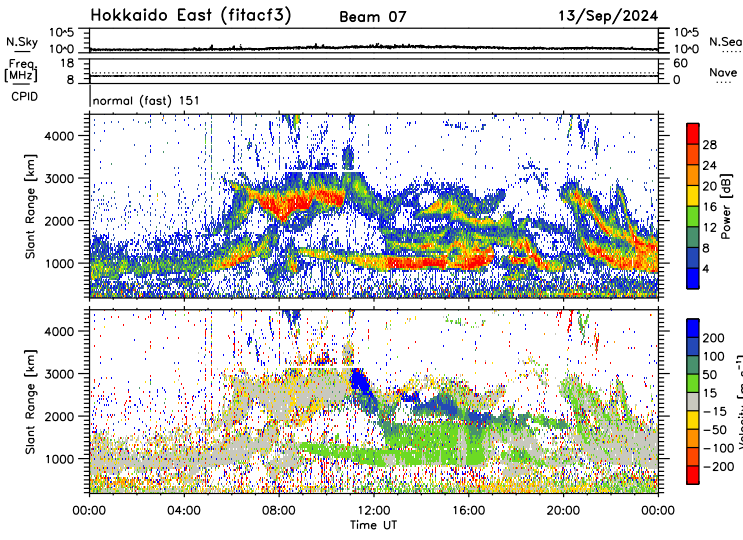 Hokkaido East (fitacf3) Beam 07 13/Sep/2024
N.Sky 10^5 10^0 10^5 10^0 N.Sea
Freq. [MHz] 18 8 60 0 Nave
CPID normal (fast) 151
Slant Range [km] 4000 3000 2000 1000
28 24 20 16 12 8 4 Power [dB]
Slant Range [km] 4000 3000 2000 1000
200 100 50 15 -15 -50 -100 -200 Velocity [m s-1]
00:00 04:00 08:00 12:00 16:00 20:00 00:00
Time UT